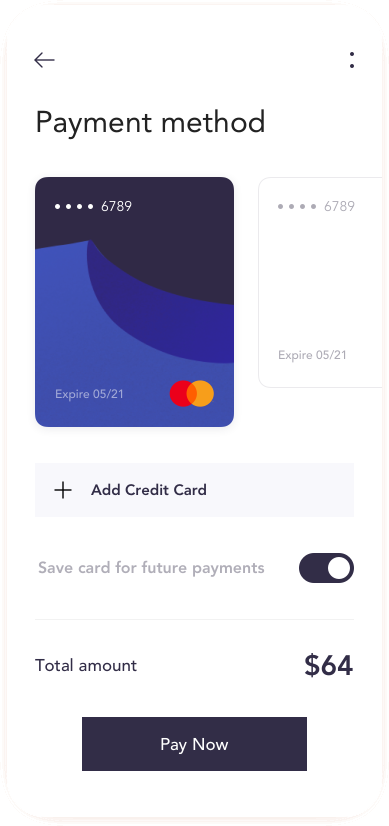 Payment method
•••• 6789
•••• 6789
Expire 05/21
Expire 05/21
Add Credit Card
Save card for future payments
Total amount
$64
Pay Now